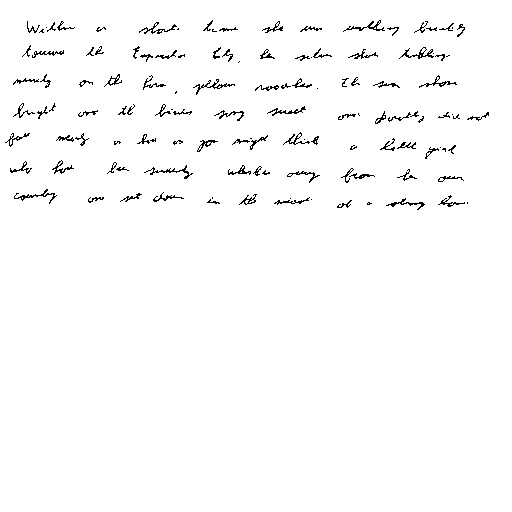 Within a short time she was walking briskly
toward the Emerald City, her silver shoes tinkling
merrily on the hard, yellow roadbed. The sun shone
bright and the birds sang sweet and Dorothy did not
feel nearly as bad as you might think a little girl
who had been suddenly whisked away from her own
country and set down in the midst of a strange land.